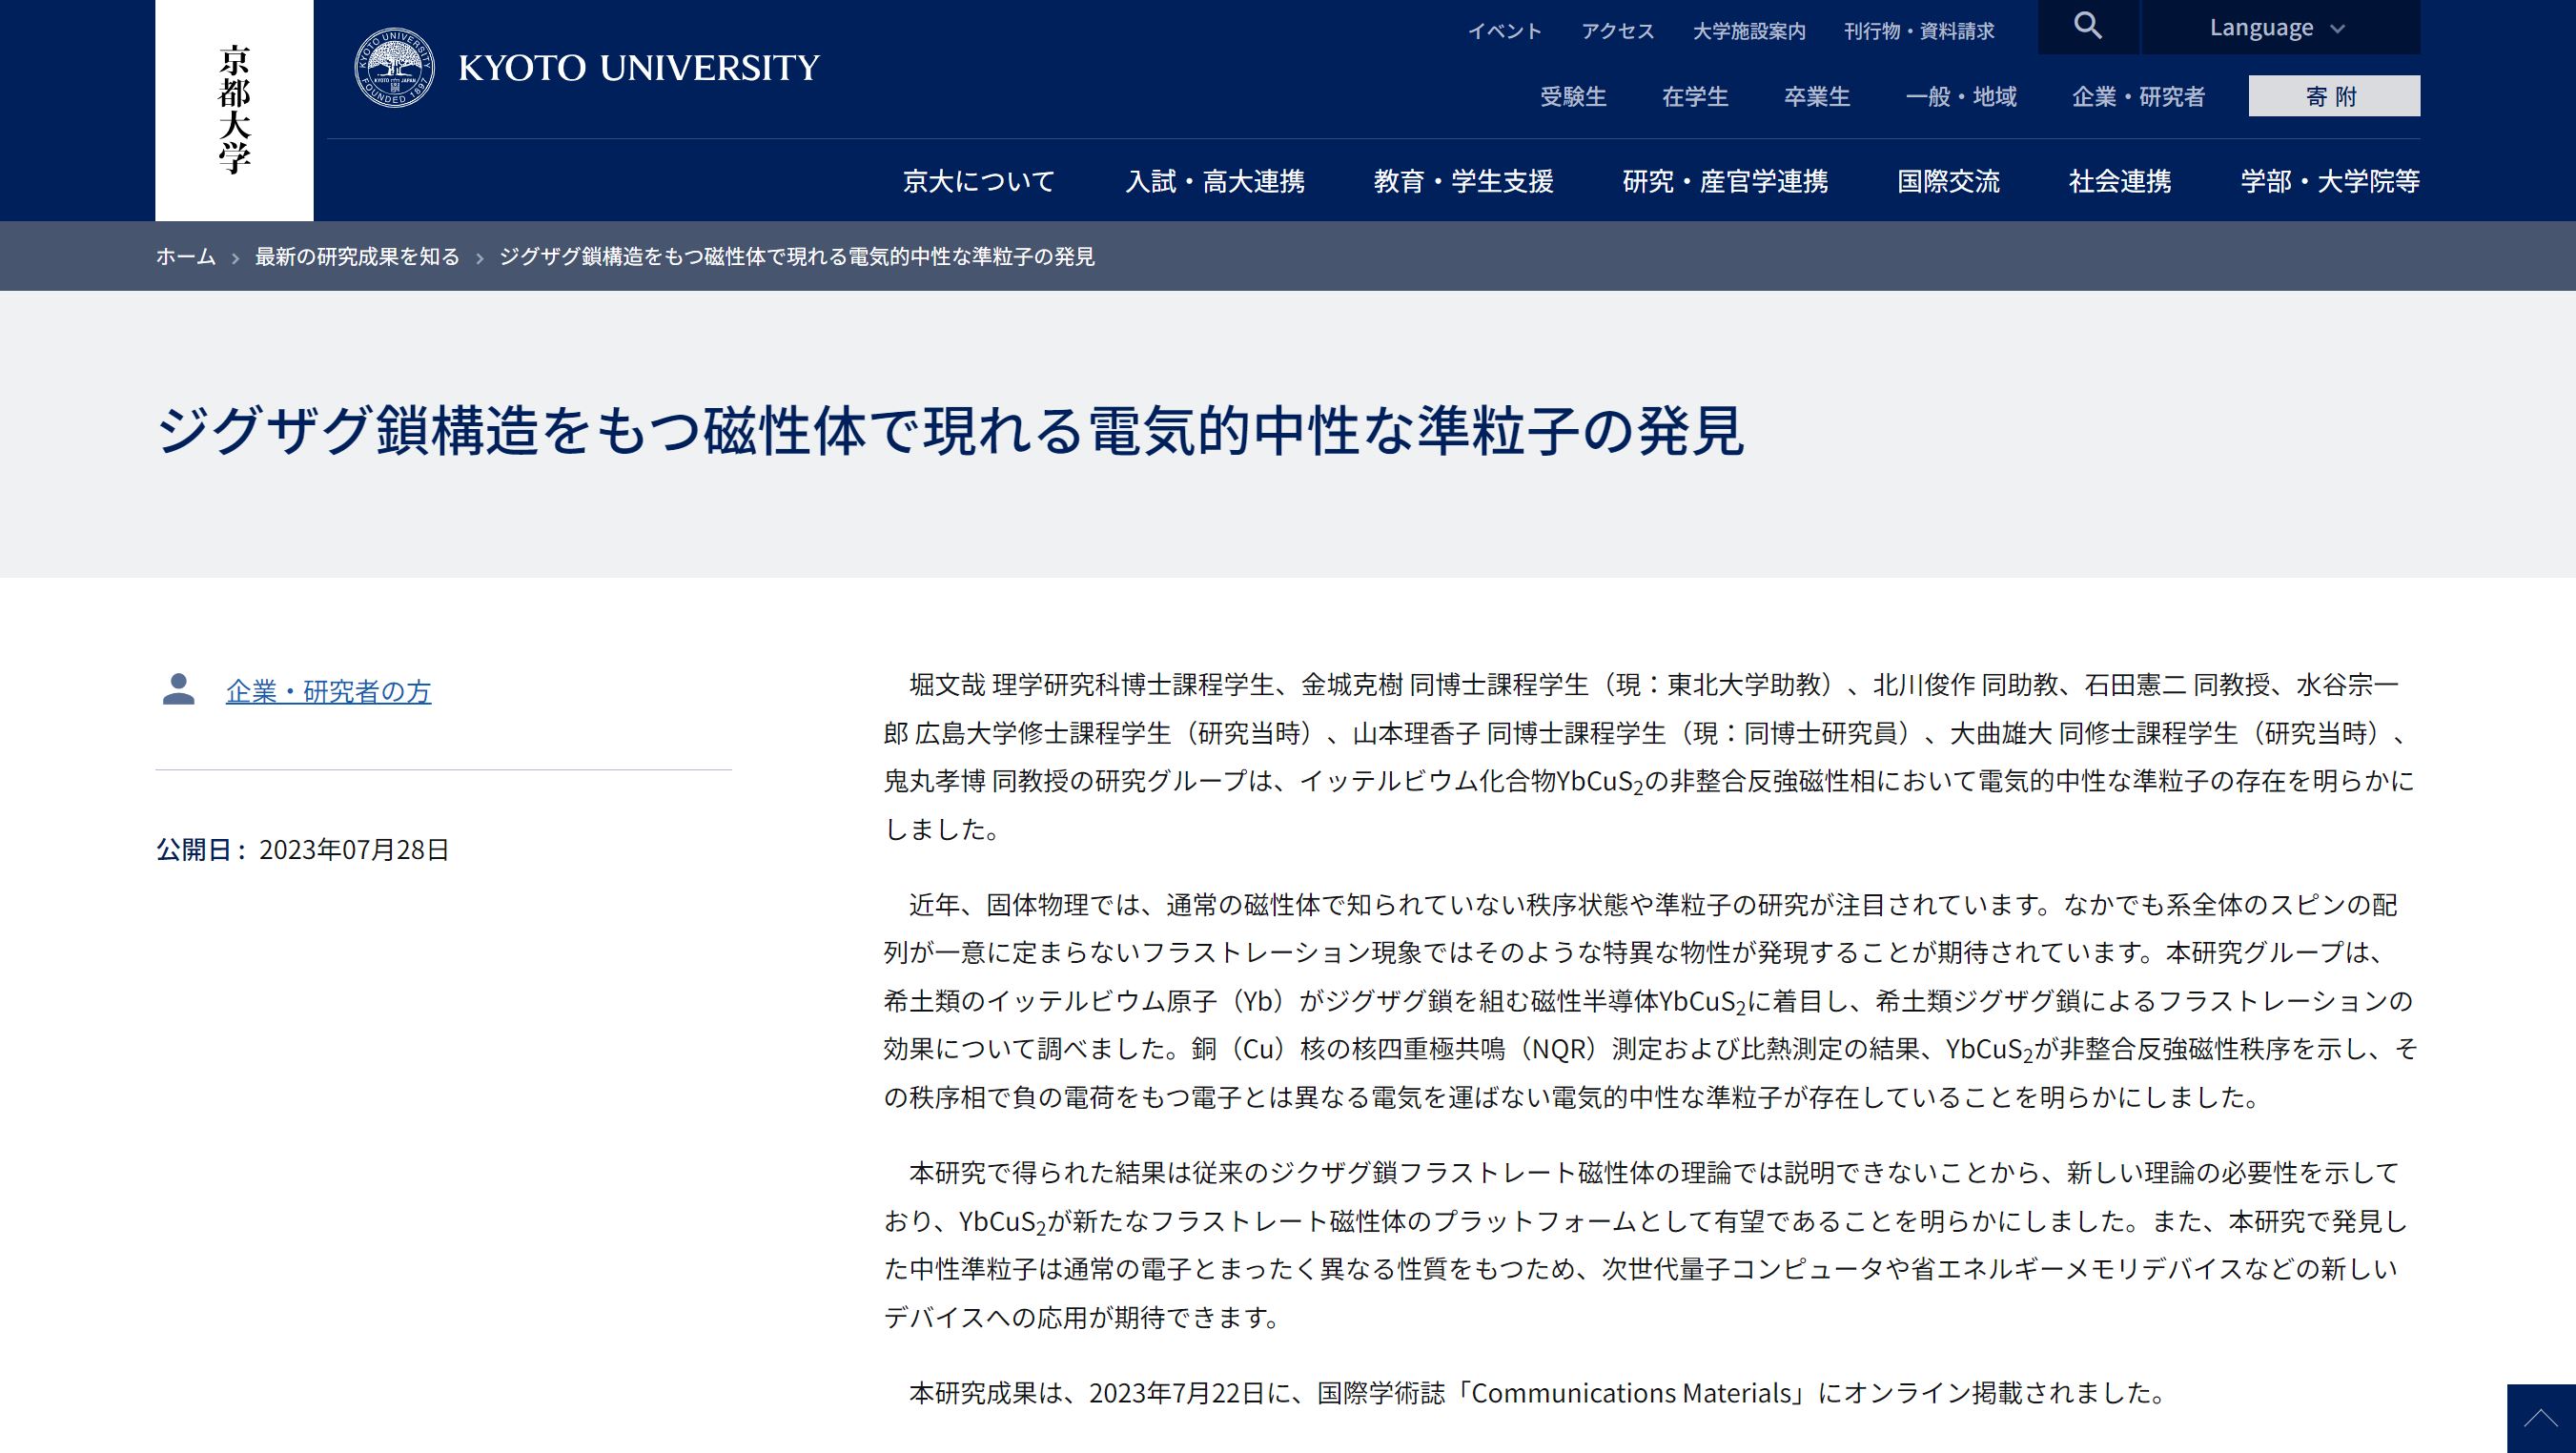 京都大学
KYOTO UNIVERSITY
KYOTO JAPAN
FOUNDED 1897
KYOTO UNIVERSITY
イベント
アクセス
大学施設案内
刊行物・資料請求
Language
受験生
在学生
卒業生
一般・地域
企業・研究者
寄 附
京大について
入試・高大連携
教育・学生支援
研究・産官学連携
国際交流
社会連携
学部・大学院等
ホーム > 最新の研究成果を知る > ジグザグ鎖構造をもつ磁性体で現れる電気的中性な準粒子の発見
ジグザグ鎖構造をもつ磁性体で現れる電気的中性な準粒子の発見
企業・研究者の方
公開日： 2023年07月28日
堀文哉 理学研究科博士課程学生、金城克樹 同博士課程学生（現：東北大学助教）、北川俊作 同助教、石田憲二 同教授、水谷宗一
郎 広島大学修士課程学生（研究当時）、山本理香子 同博士課程学生（現：同博士研究員）、大曲雄大 同修士課程学生（研究当時）、
鬼丸孝博 同教授の研究グループは、イッテルビウム化合物YbCuS₂の非整合反強磁性相において電気的中性な準粒子の存在を明らかに
しました。
近年、固体物理では、通常の磁性体で知られていない秩序状態や準粒子の研究が注目されています。なかでも系全体のスピンの配
列が一意に定まらないフラストレーション現象ではそのような特異な物性が発現することが期待されています。本研究グループは、
希土類のイッテルビウム原子（Yb）がジグザグ鎖を組む磁性半導体YbCuS₂に着目し、希土類ジグザグ鎖によるフラストレーションの
効果について調べました。銅（Cu）核の核四重極共鳴（NQR）測定および比熱測定の結果、YbCuS₂が非整合反強磁性秩序を示し、そ
の秩序相で負の電荷をもつ電子とは異なる電気を運ばない電気的中性な準粒子が存在していることを明らかにしました。
本研究で得られた結果は従来のジクザグ鎖フラストレート磁性体の理論では説明できないことから、新しい理論の必要性を示して
おり、YbCuS₂が新たなフラストレート磁性体のプラットフォームとして有望であることを明らかにしました。また、本研究で発見し
た中性準粒子は通常の電子とまったく異なる性質をもつため、次世代量子コンピュータや省エネルギーメモリデバイスなどの新しい
デバイスへの応用が期待できます。
本研究成果は、2023年7月22日に、国際学術誌「Communications Materials」にオンライン掲載されました。